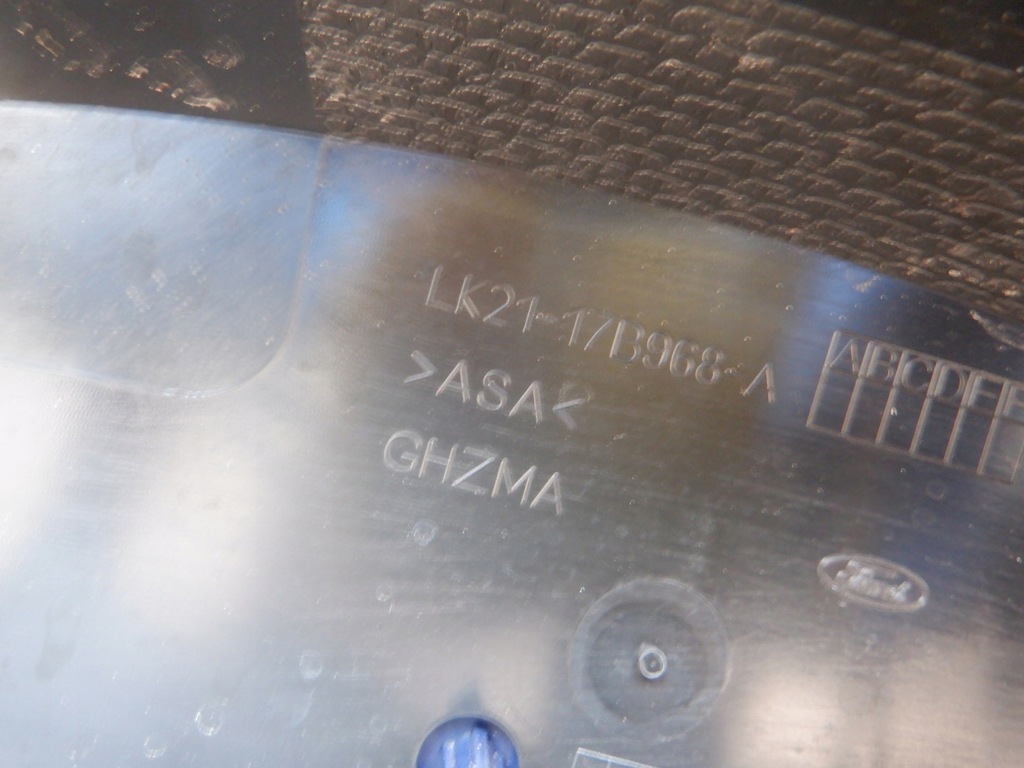 LK21-17B968-A
>ASA<
GHZMA
ABCDEF
Ford